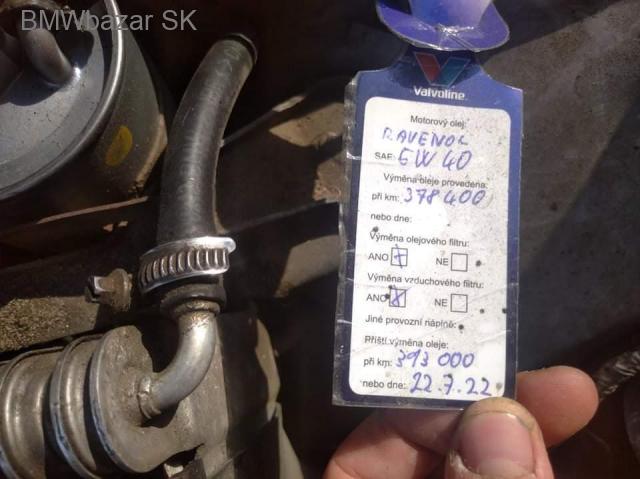 BMWbazar SK
Valvoline
Motorový olej:
RAVENOL
SAE 5W40
Výměna oleje provedena:
při km: 378 400
nebo dne:
Výměna olejového filtru:
ANO NE
Výměna vzduchového filtru:
ANO NE
Jiné provozní náplně:
Příští výměna oleje:
při km: 393 000
nebo dne: 22.7.22